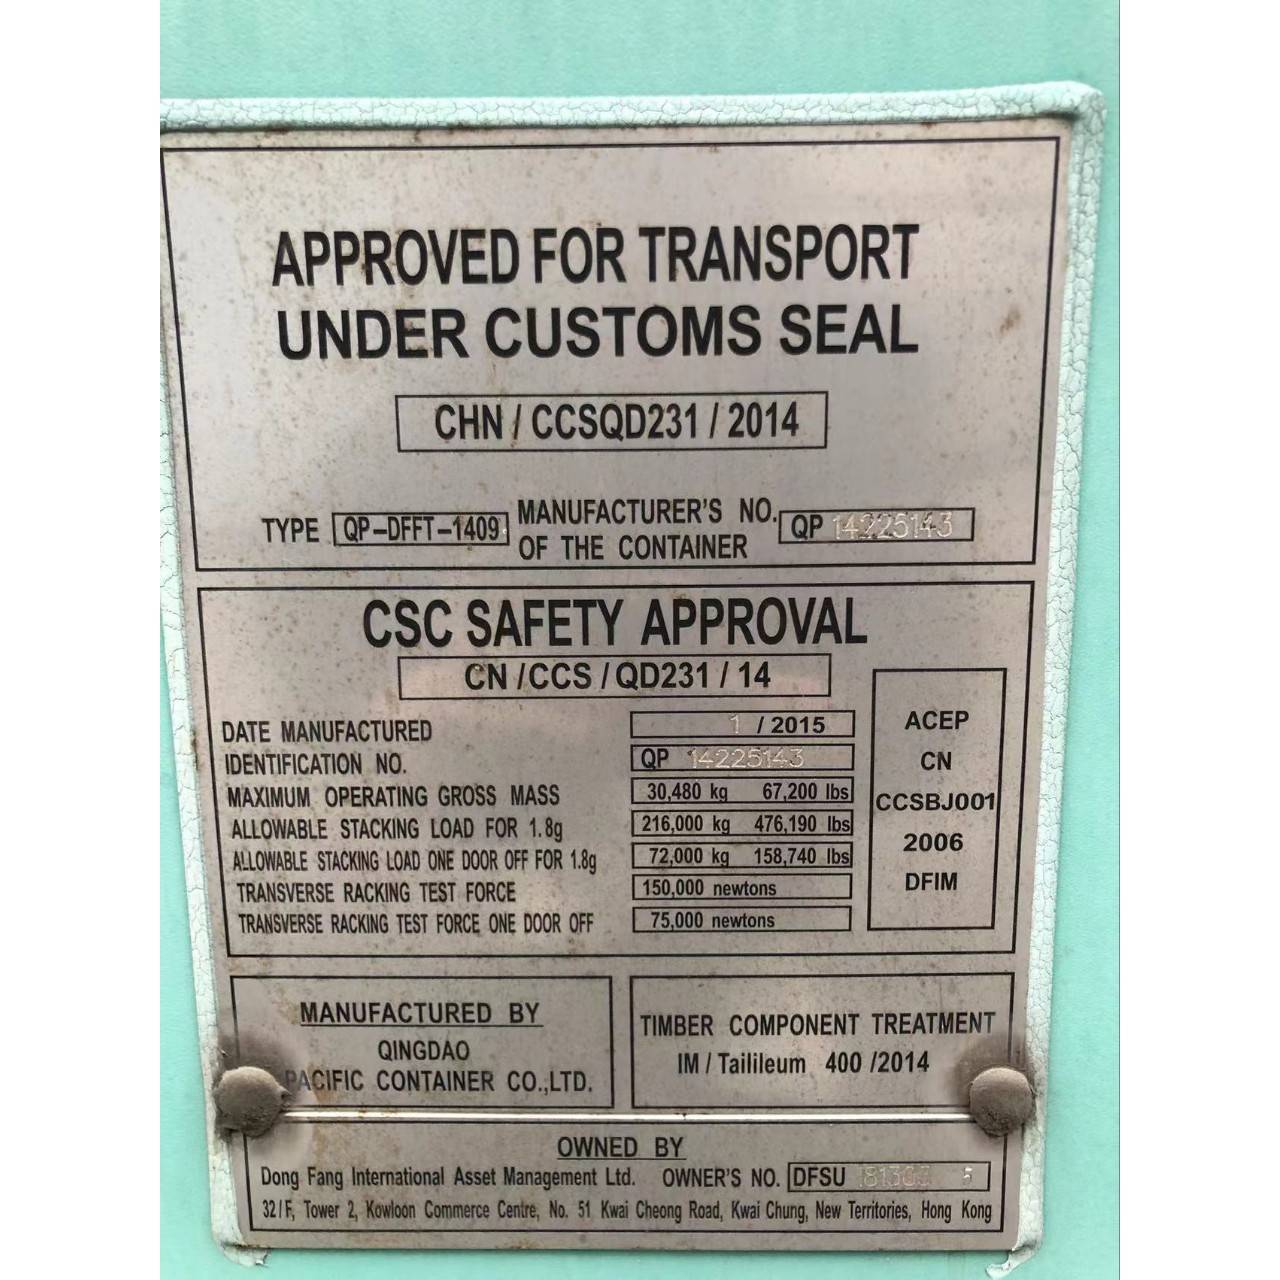 APPROVED FOR TRANSPORT
UNDER CUSTOMS SEAL
CHN / CCSQD231 / 2014
TYPE QP-DFFT-1409 MANUFACTURER'S NO. OF THE CONTAINER QP 14225143
CSC SAFETY APPROVAL
CN /CCS / QD231 / 14
DATE MANUFACTURED 1 / 2015
IDENTIFICATION NO. QP 14225143
MAXIMUM OPERATING GROSS MASS 30,480 kg 67,200 lbs
ALLOWABLE STACKING LOAD FOR 1.8g 216,000 kg 476,190 lbs
ALLOWABLE STACKING LOAD ONE DOOR OFF FOR 1.8g 72,000 kg 158,740 lbs
TRANSVERSE RACKING TEST FORCE 150,000 newtons
TRANSVERSE RACKING TEST FORCE ONE DOOR OFF 75,000 newtons
ACEP
CN
CCSBJ001
2006
DFIM
MANUFACTURED BY
QINGDAO
PACIFIC CONTAINER CO.,LTD.
TIMBER COMPONENT TREATMENT
IM / Tailileum 400 /2014
OWNED BY
Dong Fang International Asset Management Ltd. OWNER'S NO. DFSU
32/F, Tower 2, Kowloon Commerce Centre, No. 51 Kwai Cheong Road, Kwai Chung, New Territories, Hong Kong